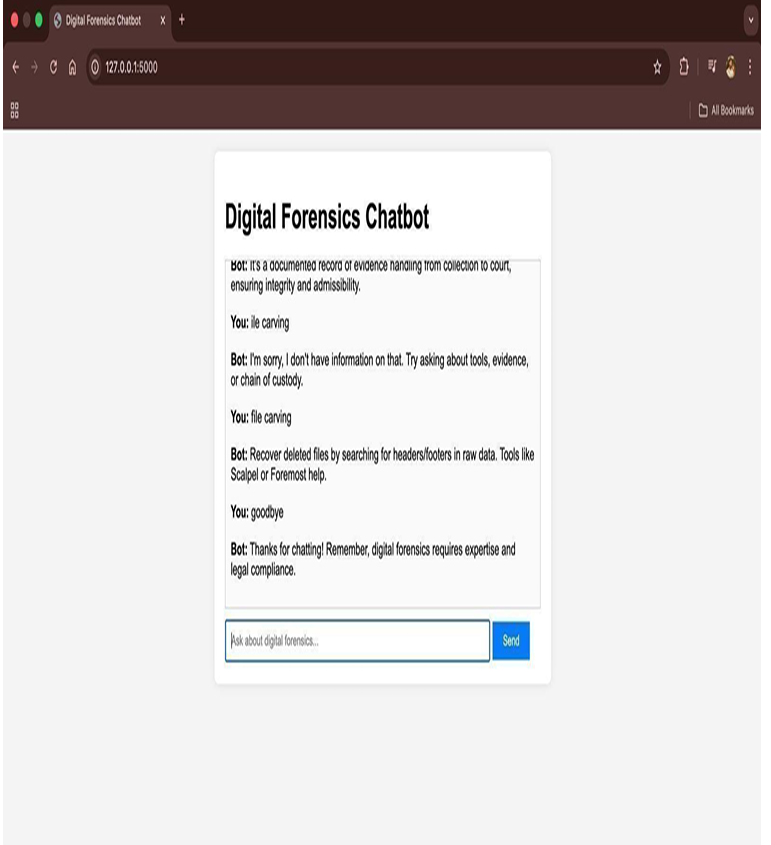 Digital Forensics Chatbot
127.0.0.1:5000
All Bookmarks
Digital Forensics Chatbot
Bot: It's a documented record of evidence handling from collection to court,
ensuring integrity and admissibility.
You: ile carving
Bot: I'm sorry, I don't have information on that. Try asking about tools, evidence,
or chain of custody.
You: file carving
Bot: Recover deleted files by searching for headers/footers in raw data. Tools like
Scalpel or Foremost help.
You: goodbye
Bot: Thanks for chatting! Remember, digital forensics requires expertise and
legal compliance.
Ask about digital forensics...
Send